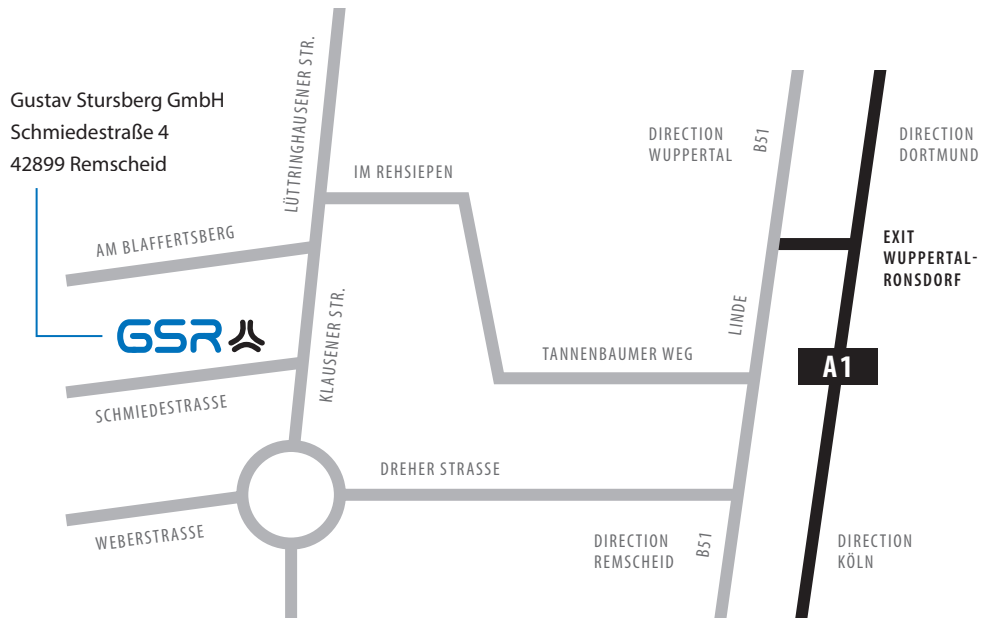 Gustav Stursberg GmbH
Schmiedestraße 4
42899 Remscheid
LÜTTRINGHAUSENER STR.
IM REHSIEPEN
AM BLAFFERTSBERG
GSR
KLAUSENER STR.
SCHMIEDESTRASSE
WEBERSTRASSE
DREHER STRASSE
TANNENBAUMER WEG
LINDE
DIRECTION
WUPPERTAL
B51
DIRECTION
DORTMUND
EXIT
WUPPERTAL-
RONSDORF
A1
DIRECTION
REMSCHEID
B51
DIRECTION
KÖLN